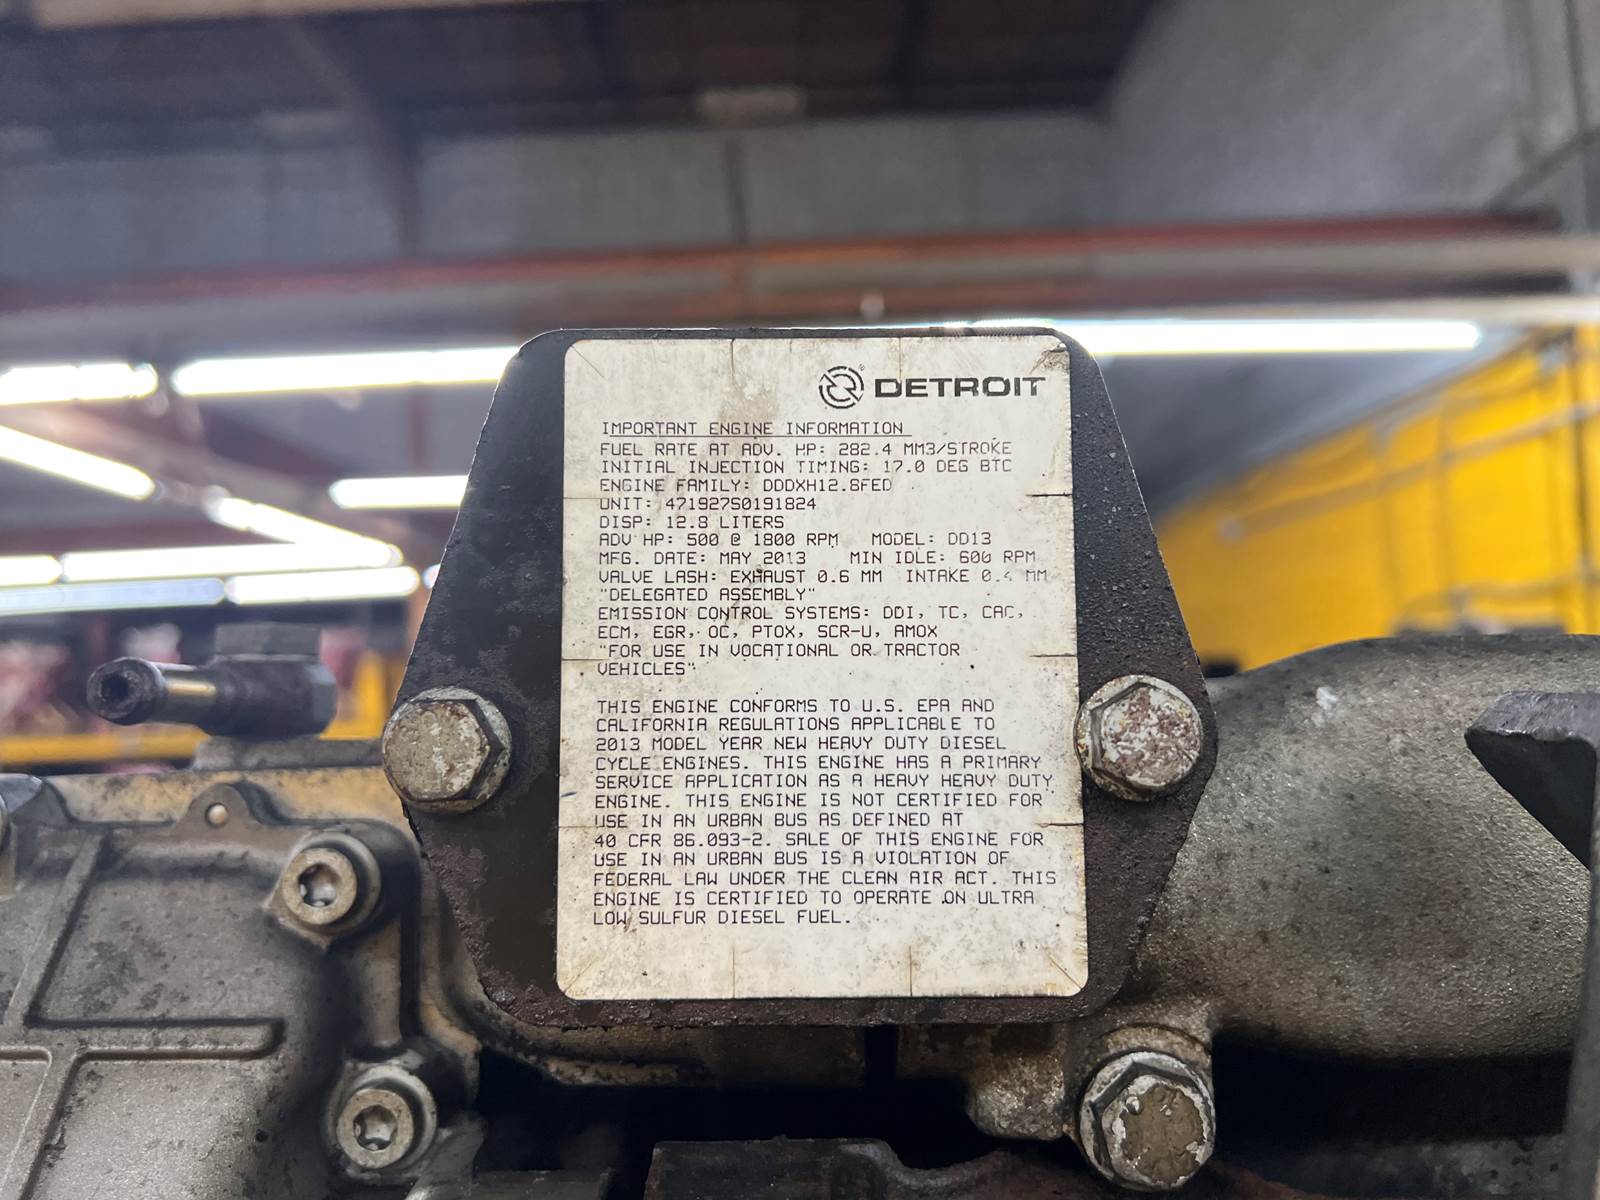 DETROIT
IMPORTANT ENGINE INFORMATION
FUEL RATE AT ADV. HP: 282.4 MM3/STROKE
INITIAL INJECTION TIMING: 17.0 DEG BTC
ENGINE FAMILY: DDDXH12.8FED
UNIT: 471927S0191824
DISP: 12.8 LITERS
ADV HP: 500 @ 1800 RPM MODEL: DD13
MFG. DATE: MAY 2013 MIN IDLE: 600 RPM
VALVE LASH: EXHAUST 0.6 MM INTAKE 0.4 MM
"DELEGATED ASSEMBLY"
EMISSION CONTROL SYSTEMS: DDI, TC, CAC,
ECM, EGR, OC, PTOX, SCR-U, AMOX
"FOR USE IN VOCATIONAL OR TRACTOR
VEHICLES"
THIS ENGINE CONFORMS TO U.S. EPA AND
CALIFORNIA REGULATIONS APPLICABLE TO
2013 MODEL YEAR NEW HEAVY DUTY DIESEL
CYCLE ENGINES. THIS ENGINE HAS A PRIMARY
SERVICE APPLICATION AS A HEAVY HEAVY DUTY
ENGINE. THIS ENGINE IS NOT CERTIFIED FOR
USE IN AN URBAN BUS AS DEFINED AT
40 CFR 86.093-2. SALE OF THIS ENGINE FOR
USE IN AN URBAN BUS IS A VIOLATION OF
FEDERAL LAW UNDER THE CLEAN AIR ACT. THIS
ENGINE IS CERTIFIED TO OPERATE ON ULTRA
LOW SULFUR DIESEL FUEL.